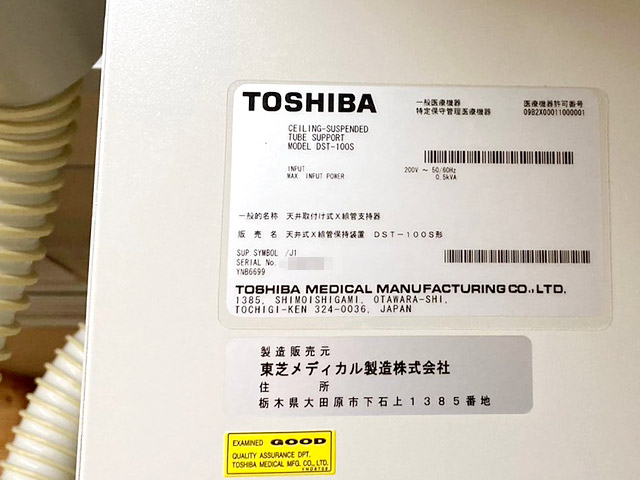 TOSHIBA
一般医療機器
特定保守管理医療機器
医療機器許可番号
09B2X00011000001
CEILING-SUSPENDED
TUBE SUPPORT
MODEL DST-100S
INPUT 200V ～ 50/60Hz
MAX. INPUT POWER 0.5kVA
一般的名称 天井取付け式X線管支持器
販売名 天井式X線管保持装置 DST-100S形
SUP SYMBOL /J1
SERIAL No.
YNB6699
TOSHIBA MEDICAL MANUFACTURING CO., LTD.
1385, SHIMOISHIGAMI, OTAWARA-SHI,
TOCHIGI-KEN 324-0036, JAPAN
製造販売元
東芝メディカル製造株式会社
住所
栃木県大田原市下石上1385番地
EXAMINED GOOD
QUALITY ASSURANCE DPT.
TOSHIBA MEDICAL MFG. CO., LTD.